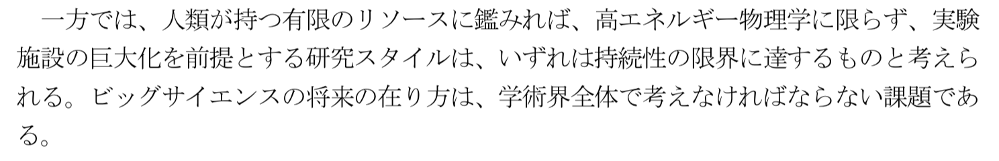 一方では、人類が持つ有限のリソースに鑑みれば、高エネルギー物理学に限らず、実験
施設の巨大化を前提とする研究スタイルは、いずれは持続性の限界に達するものと考えら
れる。ビッグサイエンスの将来の在り方は、学術界全体で考えなければならない課題であ
る。